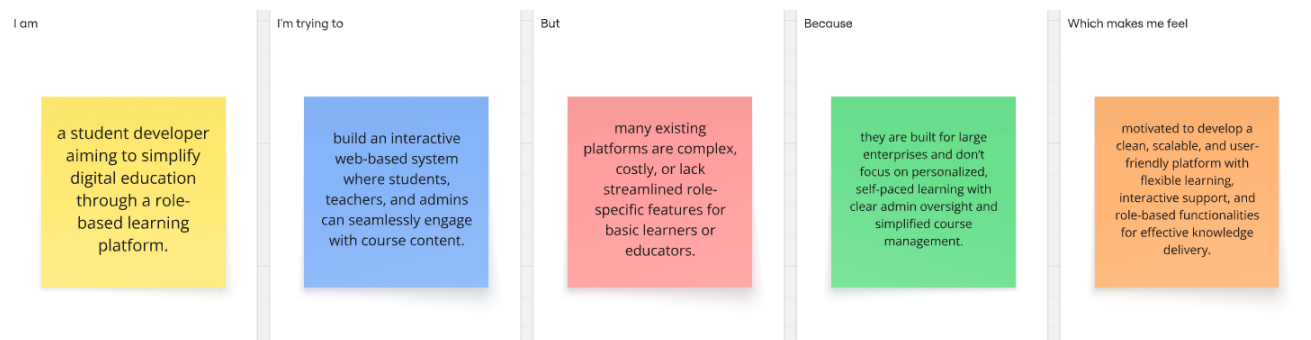 I am
a student developer
aiming to simplify
digital education
through a role-
based learning
platform.
I'm trying to
build an interactive
web-based system
where students,
teachers, and admins
can seamlessly engage
with course content.
But
many existing
platforms are complex,
costly, or lack
streamlined role-
specific features for
basic learners or
educators.
Because
they are built for large
enterprises and don't
focus on personalized,
self-paced learning with
clear admin oversight and
simplified course
management.
Which makes me feel
motivated to develop a
clean, scalable, and user-
friendly platform with
flexible learning,
interactive support, and
role-based functionalities
for effective knowledge
delivery.